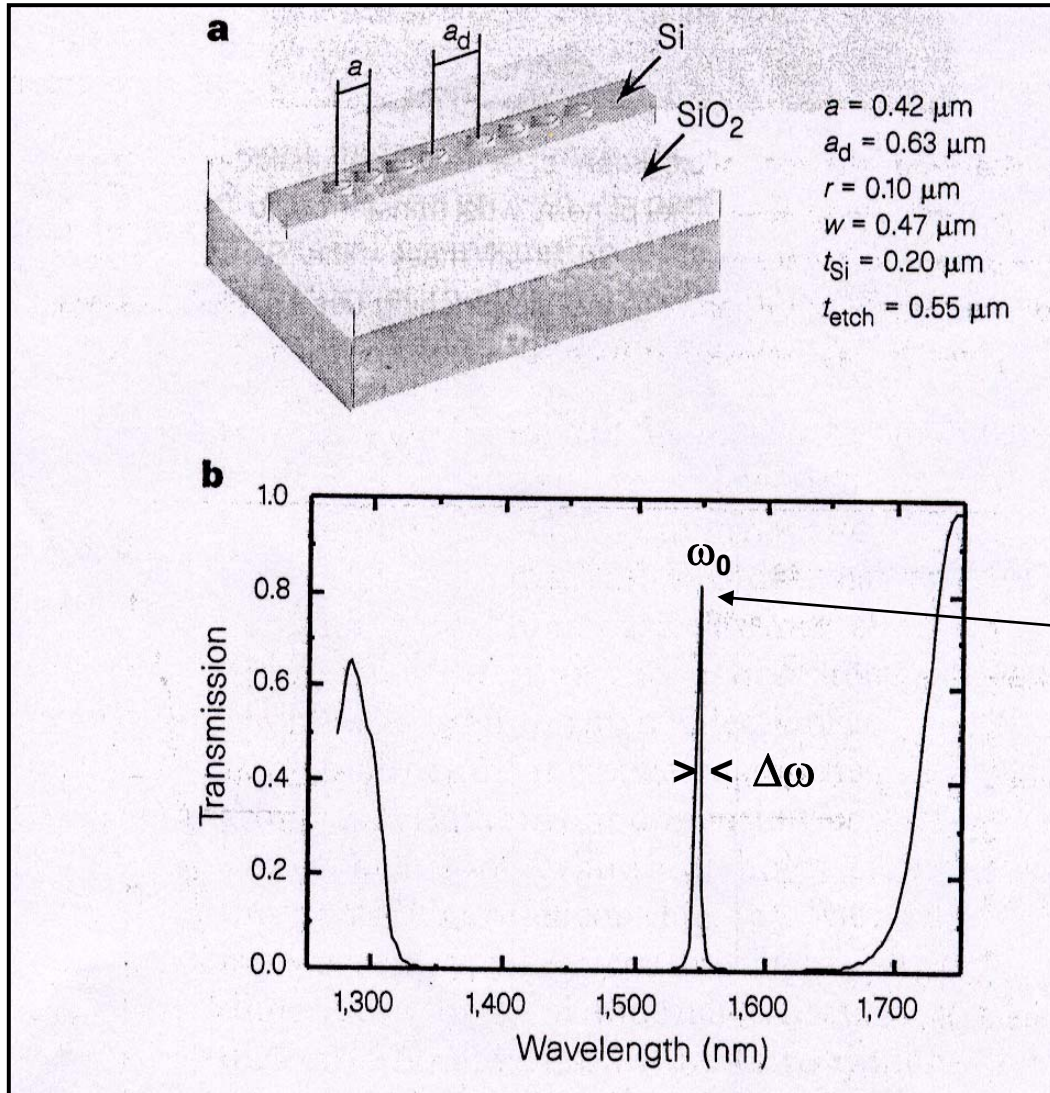 a
a
a_d
Si
SiO₂
a = 0.42 µm
a_d = 0.63 µm
r = 0.10 µm
w = 0.47 µm
t_Si = 0.20 µm
t_etch = 0.55 µm
b
1.0
0.8
0.6
0.4
0.2
0.0
ω₀
> < Δω
Transmission
1,300 1,400 1,500 1,600 1,700
Wavelength (nm)